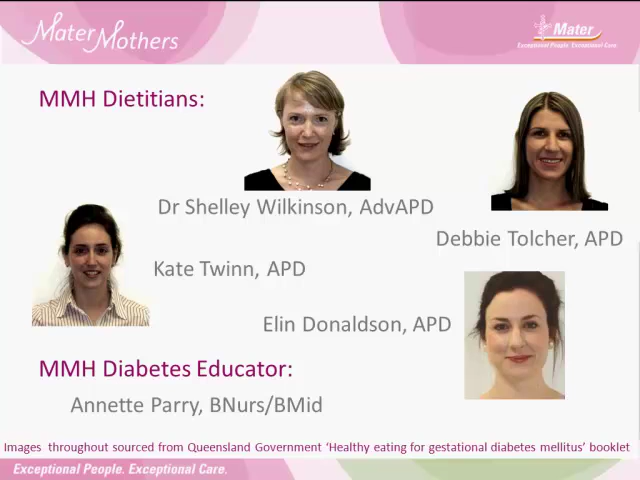 Mater Mothers
Mater
Exceptional People. Exceptional Care.
MMH Dietitians:
Dr Shelley Wilkinson, AdvAPD
Debbie Tolcher, APD
Kate Twinn, APD
Elin Donaldson, APD
MMH Diabetes Educator:
Annette Parry, BNurs/BMid
Images throughout sourced from Queensland Government ‘Healthy eating for gestational diabetes mellitus’ booklet
Exceptional People. Exceptional Care.